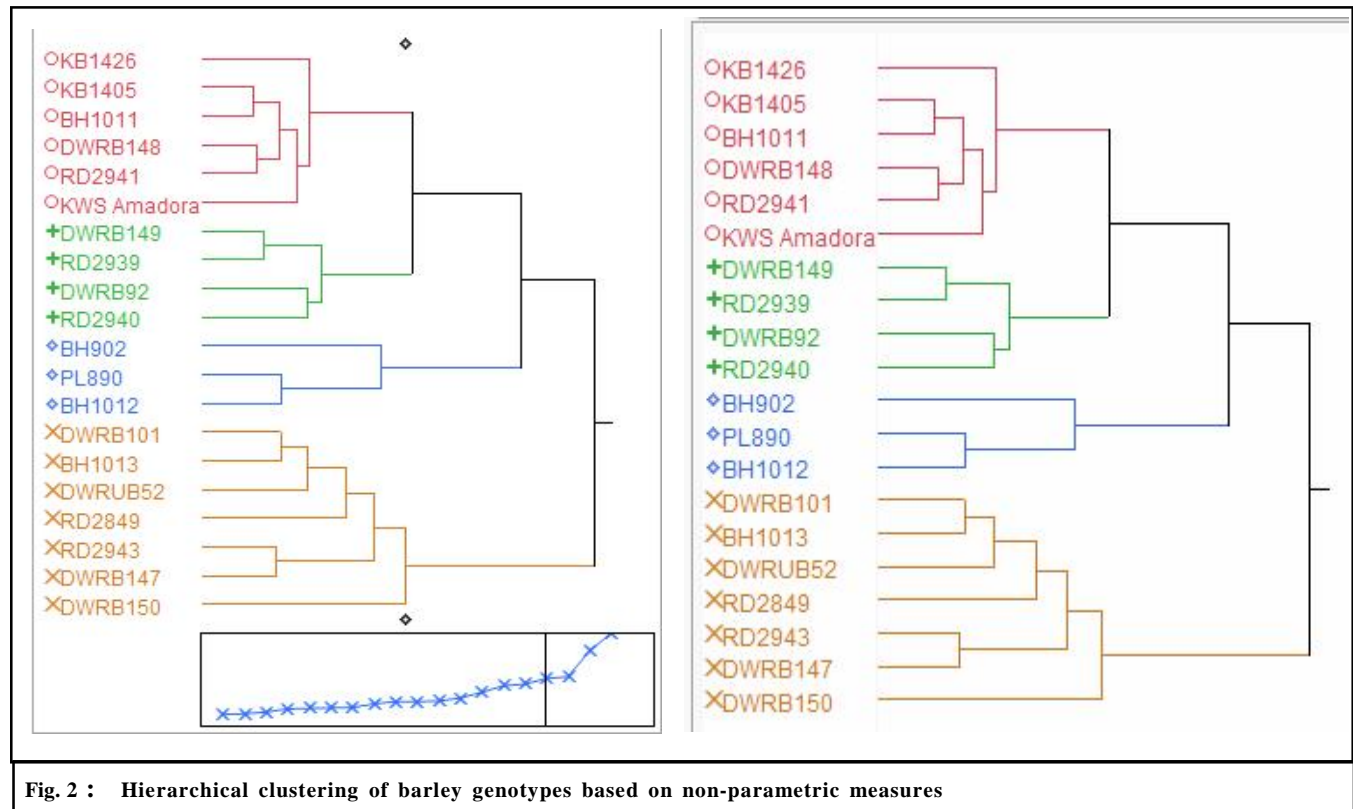 KB1426
KB1405
BH1011
DWRB148
RD2941
KWS Amadora
DWRB149
RD2939
DWRB92
RD2940
BH902
PL890
BH1012
DWRB101
BH1013
DWRUB52
RD2849
RD2943
DWRB147
DWRB150
KB1426
KB1405
BH1011
DWRB148
RD2941
KWS Amadora
DWRB149
RD2939
DWRB92
RD2940
BH902
PL890
BH1012
DWRB101
BH1013
DWRUB52
RD2849
RD2943
DWRB147
DWRB150
Fig. 2 : Hierarchical clustering of barley genotypes based on non-parametric measures